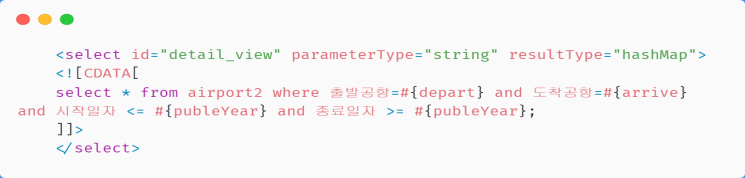 <select id="detail_view" parameterType="string" resultType="hashMap">
<![CDATA[
select * from airport2 where 출발공항=#{depart} and 도착공항=#{arrive}
and 시작일자 <= #{publeYear} and 종료일자 >= #{publeYear};
]]>
</select>